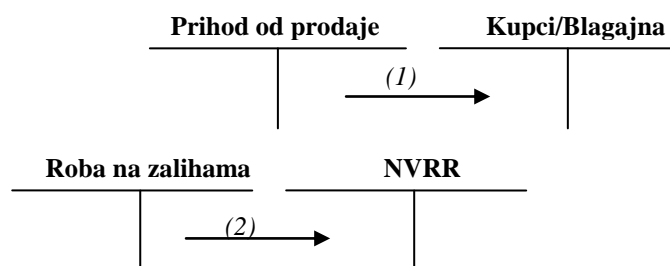 Prihod od prodaje Kupci/Blagajna
(1)
Roba na zalihama NVRR
(2)